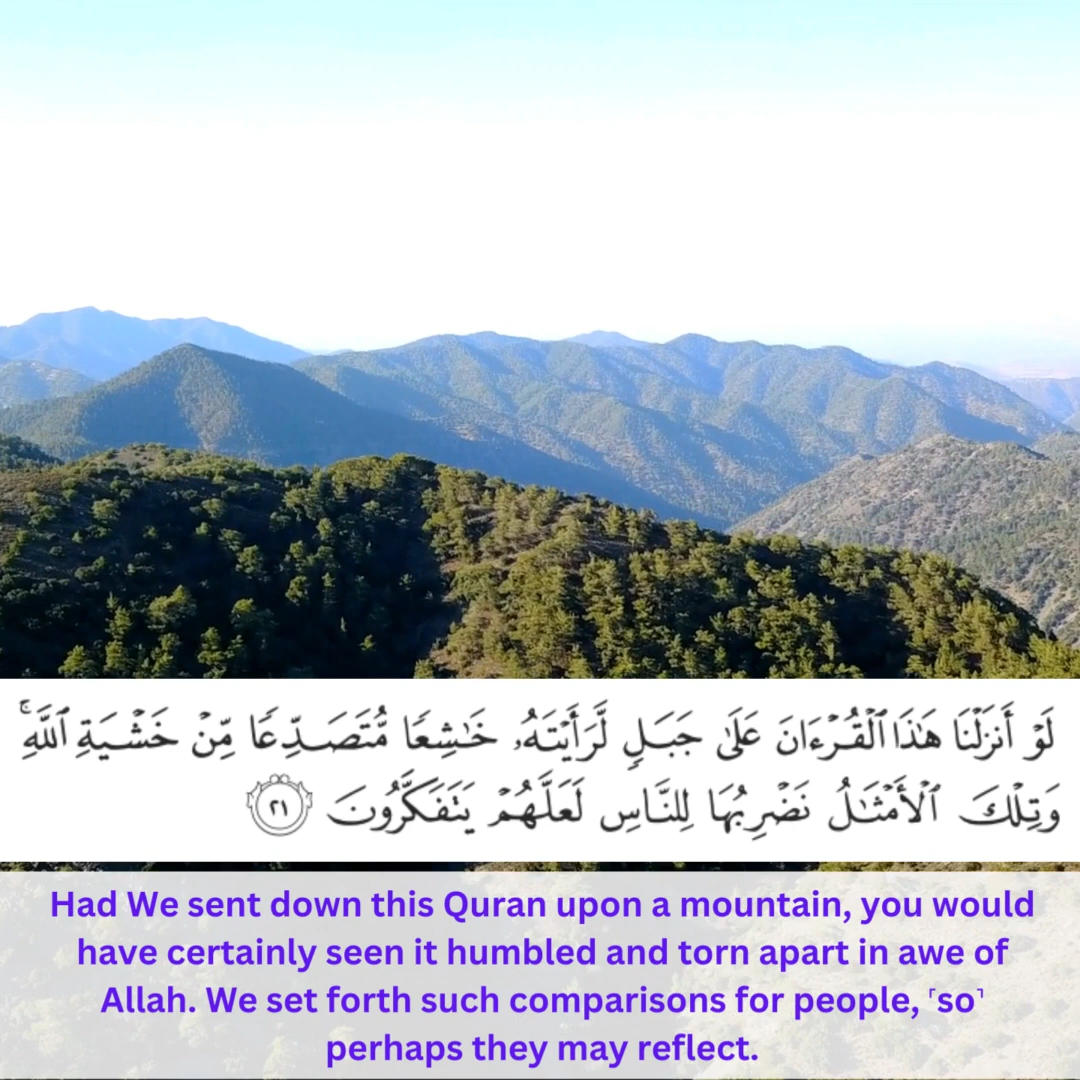 لَوْ أَنزَلْنَا هَٰذَا ٱلْقُرْءَانَ عَلَىٰ جَبَلٍ لَّرَأَيْتَهُۥ خَٰشِعًا مُّتَصَدِّعًا مِّنْ خَشْيَةِ ٱللَّهِ ۚ
وَتِلْكَ ٱلْأَمْثَٰلُ نَضْرِبُهَا لِلنَّاسِ لَعَلَّهُمْ يَتَفَكَّرُونَ ٢١
Had We sent down this Quran upon a mountain, you would
have certainly seen it humbled and torn apart in awe of
Allah. We set forth such comparisons for people, ˹so˺
perhaps they may reflect.